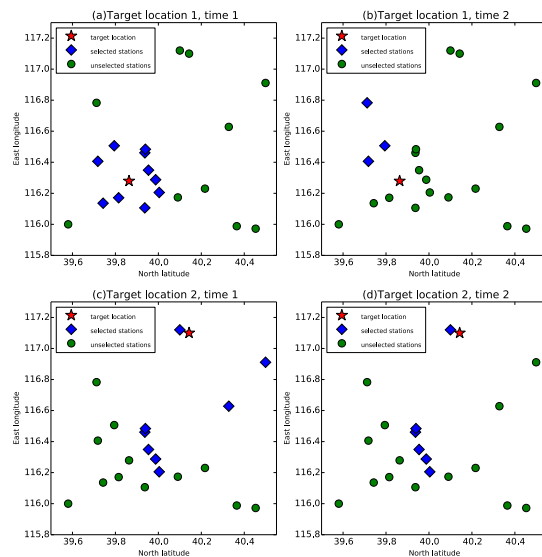 (a)Target location 1, time 1
(b)Target location 1, time 2
117.2
117.0
116.8
116.6
116.4
116.2
116.0
115.8
East longitude
target location
selected stations
unselected stations
39.6
39.8
40.0
40.2
40.4
North latitude
117.2
117.0
116.8
116.6
116.4
116.2
116.0
115.8
East longitude
target location
selected stations
unselected stations
39.6
39.8
40.0
40.2
40.4
North latitude
(c)Target location 2, time 1
(d)Target location 2, time 2
117.2
117.0
116.8
116.6
116.4
116.2
116.0
115.8
East longitude
target location
selected stations
unselected stations
39.6
39.8
40.0
40.2
40.4
North latitude
117.2
117.0
116.8
116.6
116.4
116.2
116.0
115.8
East longitude
target location
selected stations
unselected stations
39.6
39.8
40.0
40.2
40.4
North latitude